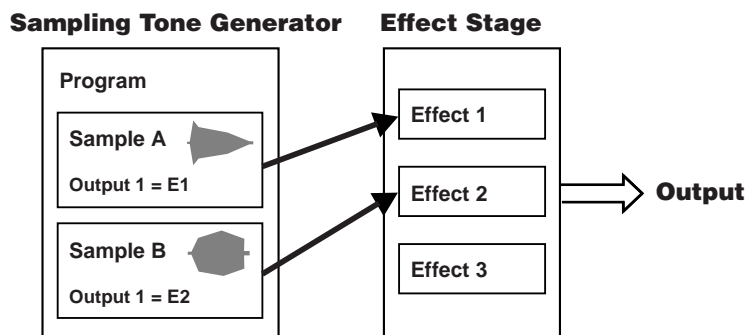 Sampling Tone Generator
Effect Stage
Program
Sample A
Output 1 = E1
Sample B
Output 1 = E2
Effect 1
Effect 2
Effect 3
Output